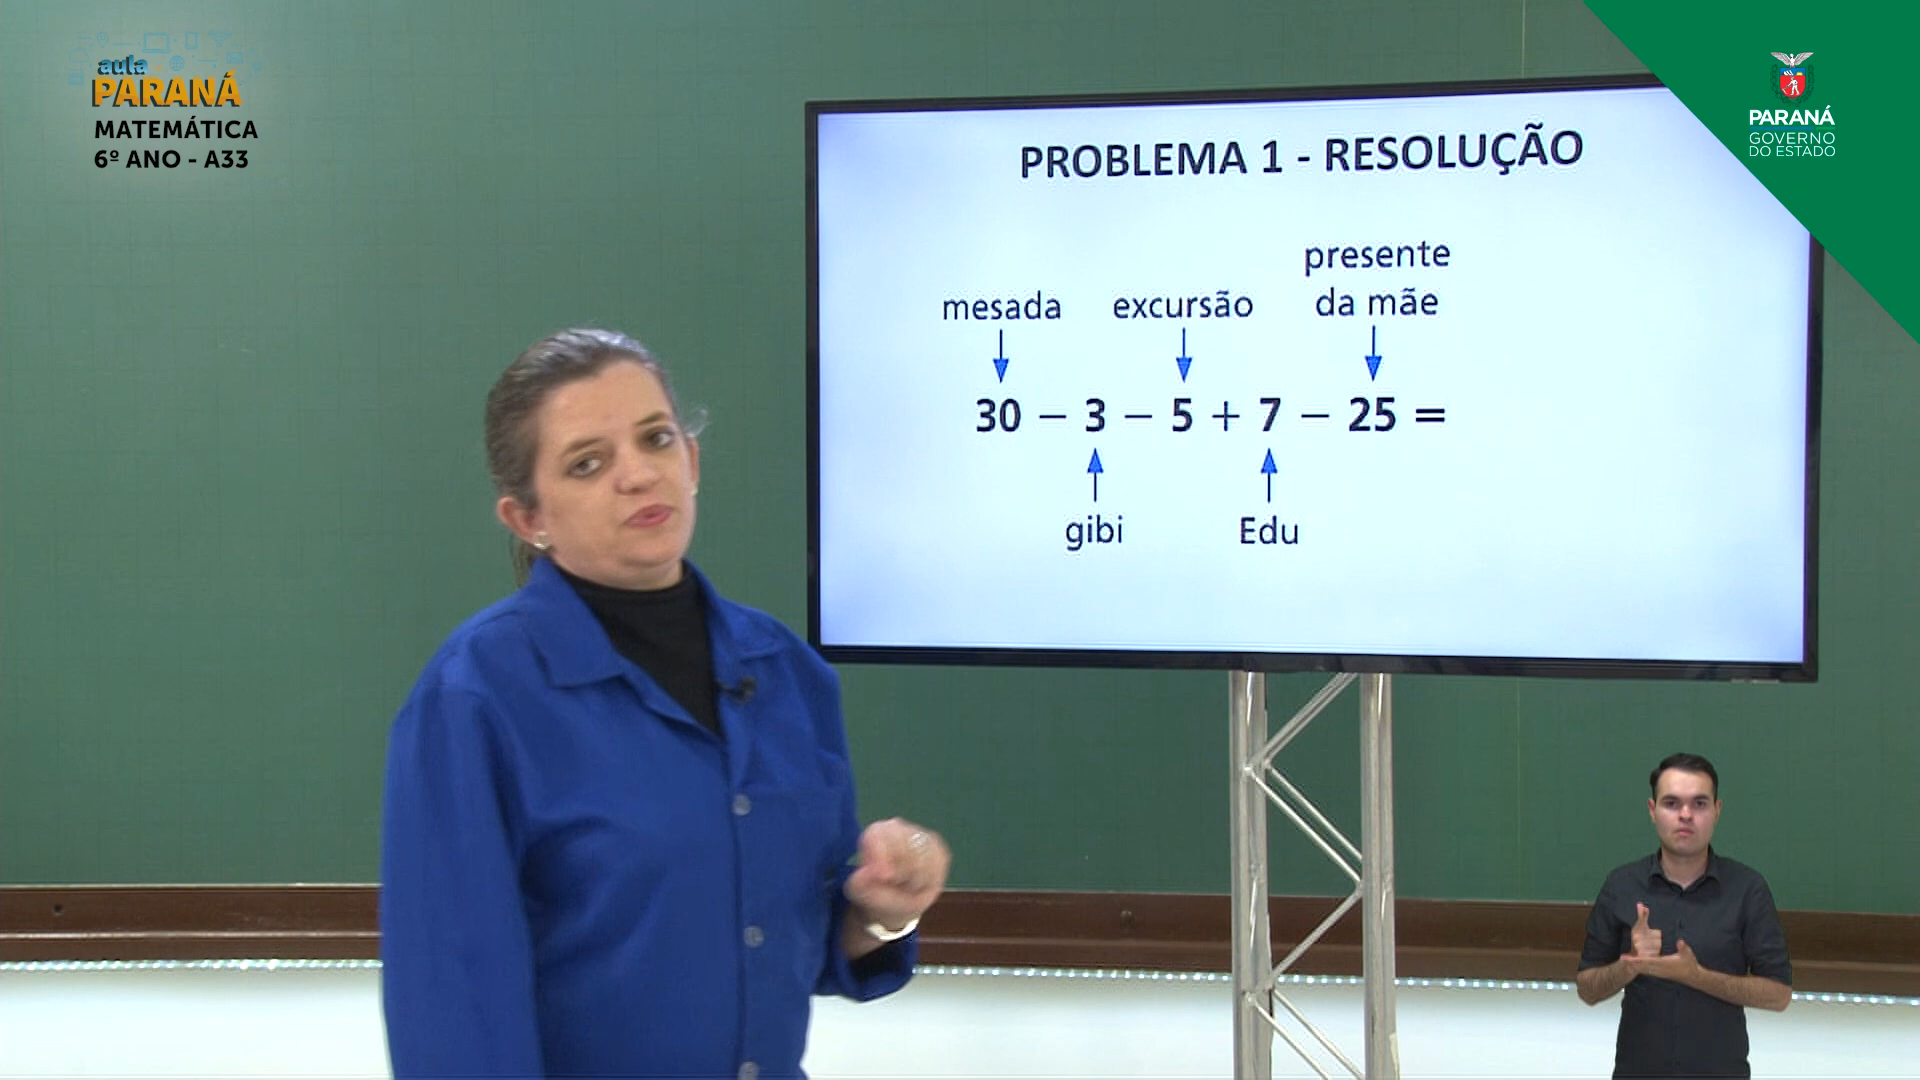 aula
PARANÁ
MATEMÁTICA
6º ANO - A33
PARANÁ
GOVERNO
DO ESTADO
PROBLEMA 1 - RESOLUÇÃO
presente
mesada excursão da mãe
30 – 3 – 5 + 7 – 25 =
gibi Edu